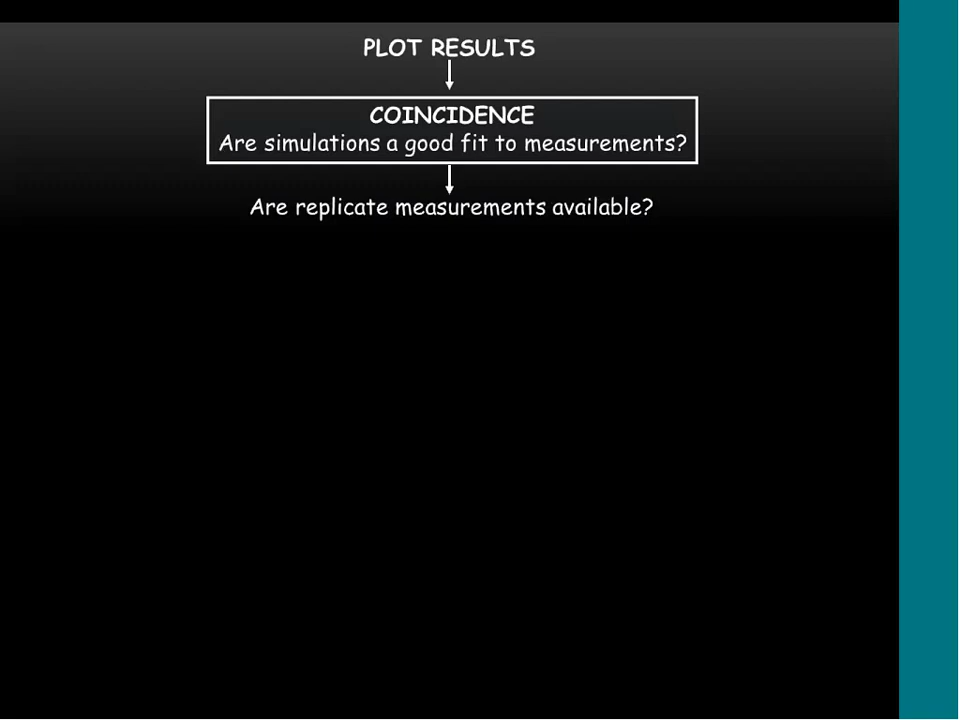 PLOT RESULTS
COINCIDENCE
Are simulations a good fit to measurements?
Are replicate measurements available?